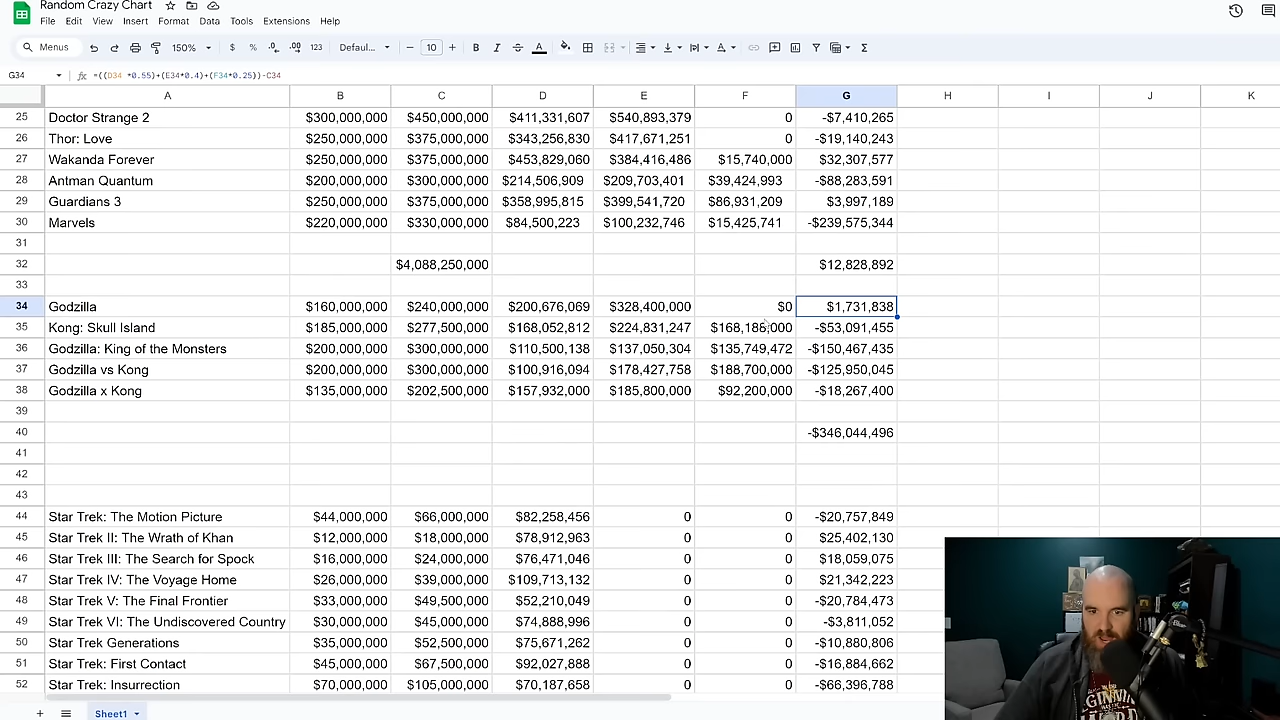 Random Crazy Chart
File Edit View Insert Format Data Tools Extensions Help
Menus 150% $ % .0 .00 123 Defaul... − 10 + B I S A Σ
G34 fx =((D34 *0.55)+(E34*0.4)+(F34*0.25))-C34
A B C D E F G H I J K
25 Doctor Strange 2 $300,000,000 $450,000,000 $411,331,607 $540,893,379 0 -$7,410,265
26 Thor: Love $250,000,000 $375,000,000 $343,256,830 $417,671,251 0 -$19,140,243
27 Wakanda Forever $250,000,000 $375,000,000 $453,829,060 $384,416,486 $15,740,000 $32,307,577
28 Antman Quantum $200,000,000 $300,000,000 $214,506,909 $209,703,401 $39,424,993 -$88,283,591
29 Guardians 3 $250,000,000 $375,000,000 $358,995,815 $399,541,720 $86,931,209 $3,997,189
30 Marvels $220,000,000 $330,000,000 $84,500,223 $100,232,746 $15,425,741 -$239,575,344
31
32 $4,088,250,000 $12,828,892
33
34 Godzilla $160,000,000 $240,000,000 $200,676,069 $328,400,000 $0 $1,731,838
35 Kong: Skull Island $185,000,000 $277,500,000 $168,052,812 $224,831,247 $168,186,000 -$53,091,455
36 Godzilla: King of the Monsters $200,000,000 $300,000,000 $110,500,138 $137,050,304 $135,749,472 -$150,467,435
37 Godzilla vs Kong $200,000,000 $300,000,000 $100,916,094 $178,427,758 $188,700,000 -$125,950,045
38 Godzilla x Kong $135,000,000 $202,500,000 $157,932,000 $185,800,000 $92,200,000 -$18,267,400
39
40 -$346,044,496
41
42
43
44 Star Trek: The Motion Picture $44,000,000 $66,000,000 $82,258,456 0 0 -$20,757,849
45 Star Trek II: The Wrath of Khan $12,000,000 $18,000,000 $78,912,963 0 0 $25,402,130
46 Star Trek III: The Search for Spock $16,000,000 $24,000,000 $76,471,046 0 0 $18,059,075
47 Star Trek IV: The Voyage Home $26,000,000 $39,000,000 $109,713,132 0 0 $21,342,223
48 Star Trek V: The Final Frontier $33,000,000 $49,500,000 $52,210,049 0 0 -$20,784,473
49 Star Trek VI: The Undiscovered Country $30,000,000 $45,000,000 $74,888,996 0 0 -$3,811,052
50 Star Trek Generations $35,000,000 $52,500,000 $75,671,262 0 0 -$10,880,806
51 Star Trek: First Contact $45,000,000 $67,500,000 $92,027,888 0 0 -$16,884,662
52 Star Trek: Insurrection $70,000,000 $105,000,000 $70,187,658 0 0 -$66,396,788
+ Sheet1